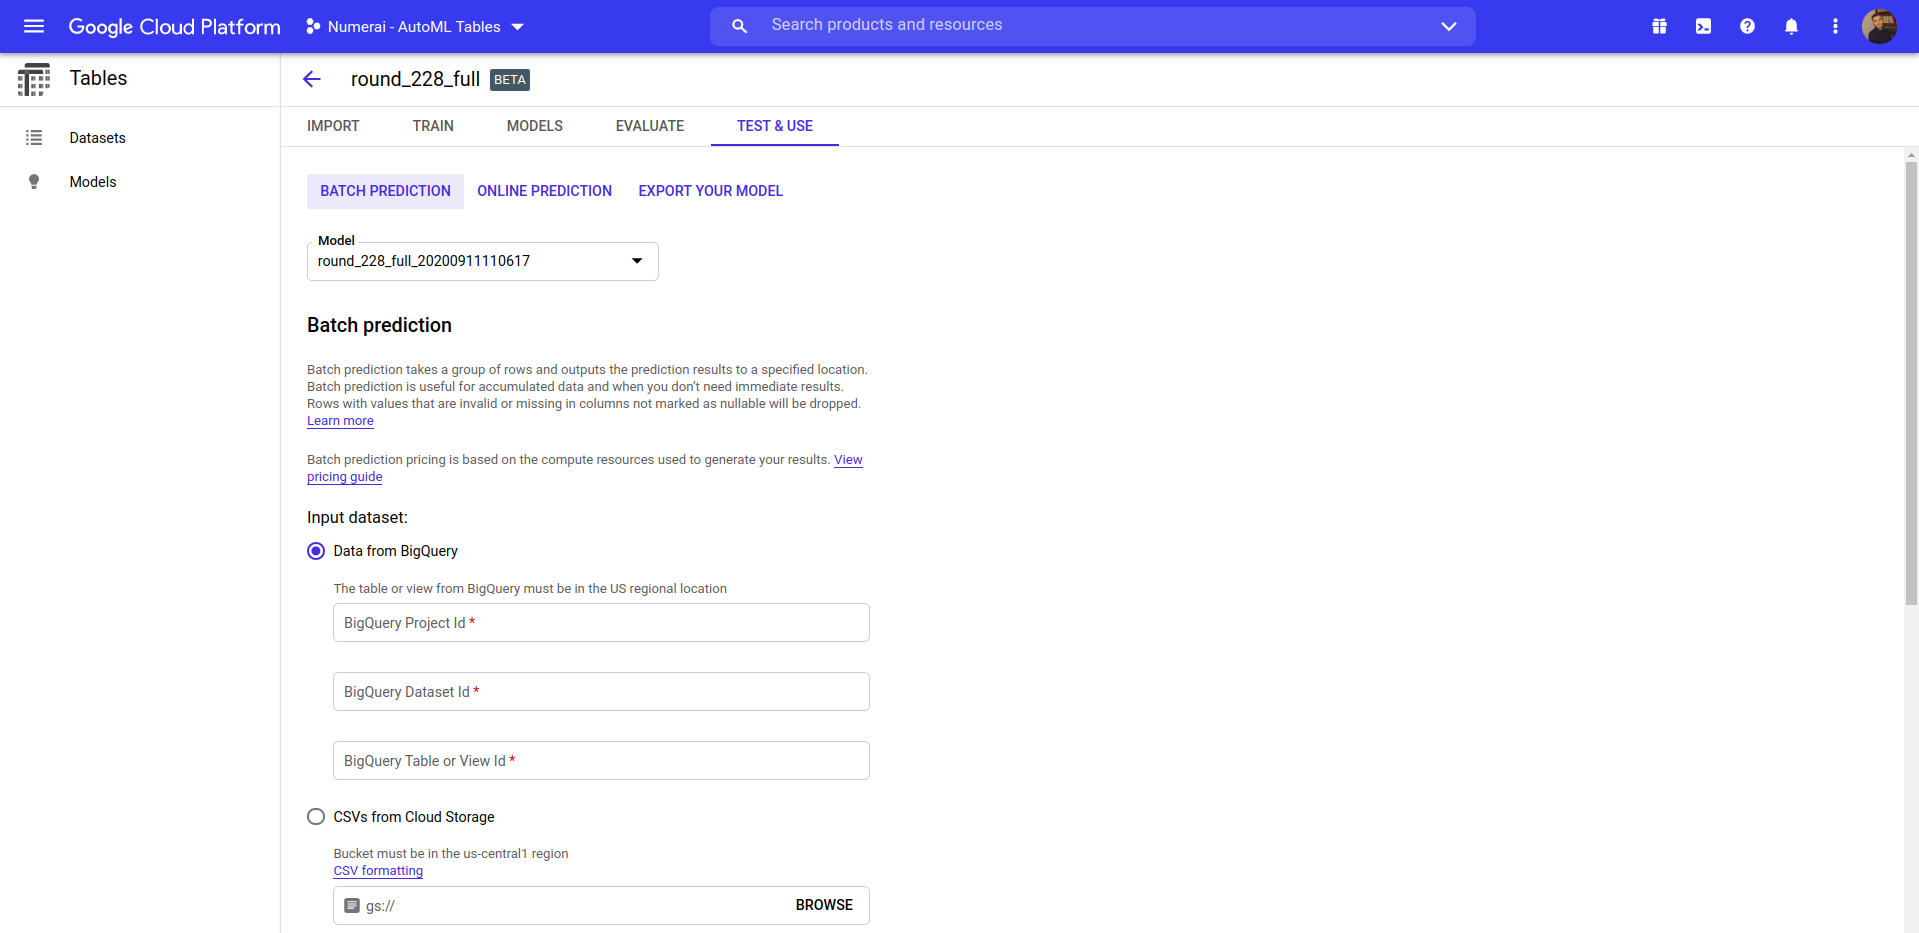 Google Cloud Platform
Numerai - AutoML Tables
Search products and resources
Tables
round_228_full BETA
Datasets
Models
IMPORT TRAIN MODELS EVALUATE TEST & USE
BATCH PREDICTION ONLINE PREDICTION EXPORT YOUR MODEL
Model
round_228_full_20200911110617
Batch prediction
Batch prediction takes a group of rows and outputs the prediction results to a specified location.
Batch prediction is useful for accumulated data and when you don’t need immediate results.
Rows with values that are invalid or missing in columns not marked as nullable will be dropped.
Learn more
Batch prediction pricing is based on the compute resources used to generate your results. View
pricing guide
Input dataset:
Data from BigQuery
The table or view from BigQuery must be in the US regional location
BigQuery Project Id *
BigQuery Dataset Id *
BigQuery Table or View Id *
CSVs from Cloud Storage
Bucket must be in the us-central1 region
CSV formatting
gs:// BROWSE